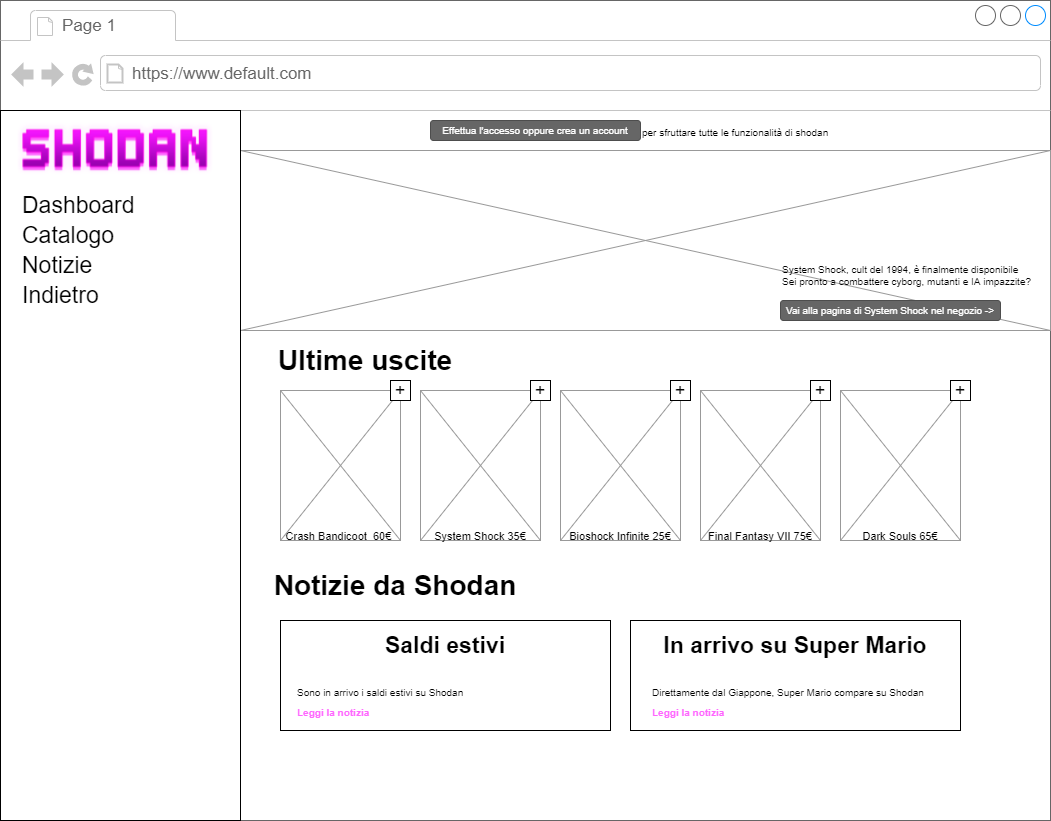 Page 1
https://www.default.com
SHODAN
Dashboard
Catalogo
Notizie
Indietro
Effettua l'accesso oppure crea un account per sfruttare tutte le funzionalità di shodan
System Shock, cult del 1994, è finalmente disponibile
Sei pronto a combattere cyborg, mutanti e IA impazzite?
Vai alla pagina di System Shock nel negozio ->
Ultime uscite
+ + + + +
Crash Bandicoot 60€ System Shock 35€ Bioshock Infinite 25€ Final Fantasy VII 75€ Dark Souls 65€
Notizie da Shodan
Saldi estivi
Sono in arrivo i saldi estivi su Shodan
Leggi la notizia
In arrivo su Super Mario
Direttamente dal Giappone, Super Mario compare su Shodan
Leggi la notizia